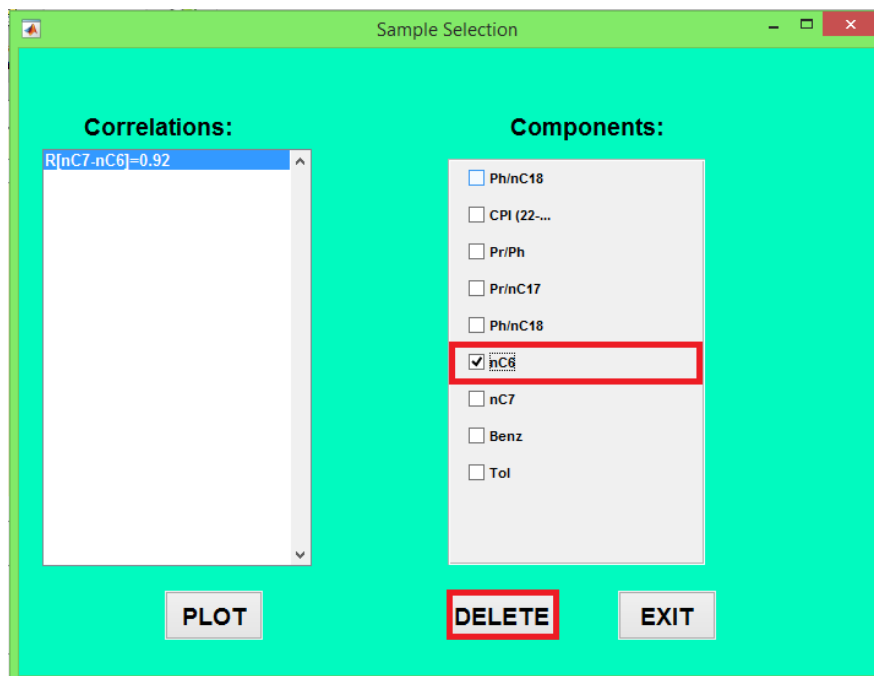 Sample Selection
Correlations:
R[nC7-nC6]=0.92
Components:
Ph/nC18
CPI (22-...
Pr/Ph
Pr/nC17
Ph/nC18
nC6
nC7
Benz
Tol
PLOT
DELETE
EXIT